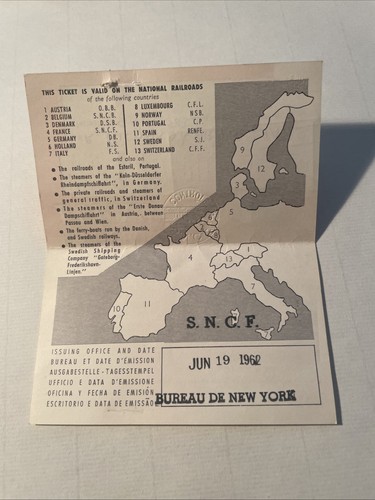 THIS TICKET IS VALID ON THE NATIONAL RAILROADS
of the following countries
1 AUSTRIA O.B.B.
2 BELGIUM S.N.C.B.
3 DENMARK D.S.B.
4 FRANCE S.N.C.F.
5 GERMANY DB.
6 HOLLAND N.S.
7 ITALY F.S.
8 LUXEMBOURG C.F.L.
9 NORWAY NSB.
10 PORTUGAL C.P.
11 SPAIN RENFE.
12 SWEDEN S.J.
13 SWITZERLAND C.F.F.
and also on
• The railroads of the Estoril, Portugal.
• The steamers of the "Koln-Düsseldorfer
Rheindampfschiffahrt", in Germany.
• The private railroads and steamers of
general traffic, in Switzerland
• The steamers of the "Erste Donau
Dampfschiffahrt" in Austria, between
Passau and Wien.
• The ferry-boats run by the Danish,
and Swedish railways.
• The steamers of the
Swedish Shipping
Company "Goteborg-
Frederikshavn-
Linjen."
9
12
3
5
4
1
13
7
10
11
S.N.C.F.
ISSUING OFFICE AND DATE
BUREAU ET DATE D'ÉMISSION
AUSGABESTELLE - TAGESSTEMPEL
UFFICIO E DATA D'EMISSIONE
OFICINA Y FECHA DE EMISIÓN
ESCRITORIO E DATA DE EMISSÃO
JUN 19 1962
BUREAU DE NEW YORK